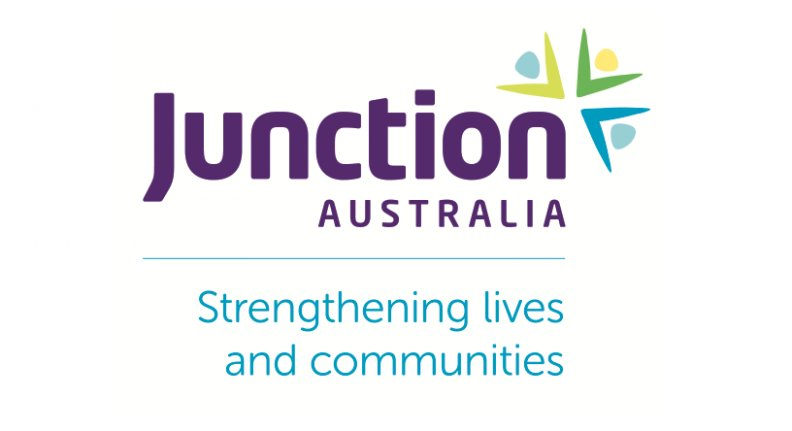 Junction
AUSTRALIA
Strengthening lives
and communities